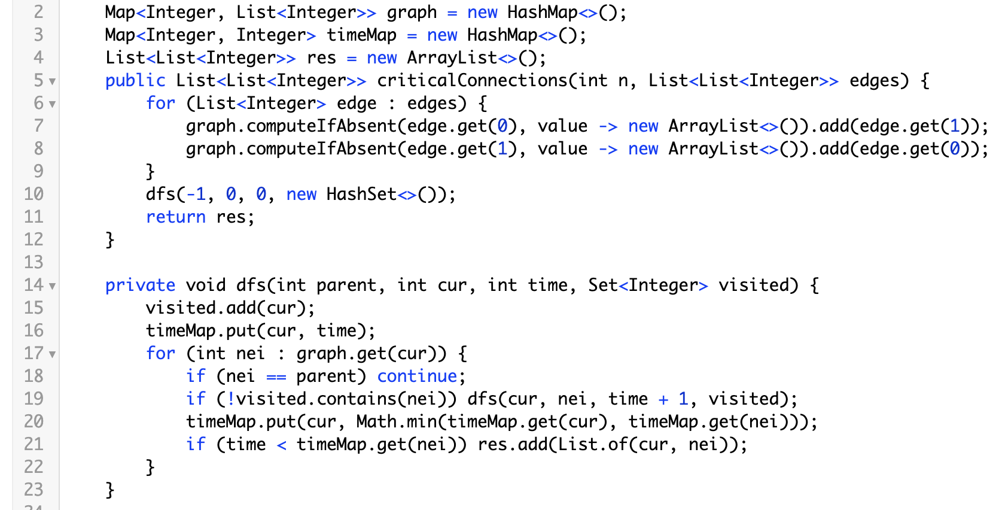 2 Map<Integer, List<Integer>> graph = new HashMap<>();
3 Map<Integer, Integer> timeMap = new HashMap<>();
4 List<List<Integer>> res = new ArrayList<>();
5 public List<List<Integer>> criticalConnections(int n, List<List<Integer>> edges) {
6 for (List<Integer> edge : edges) {
7 graph.computeIfAbsent(edge.get(0), value -> new ArrayList<>()).add(edge.get(1));
8 graph.computeIfAbsent(edge.get(1), value -> new ArrayList<>()).add(edge.get(0));
9 }
10 dfs(-1, 0, 0, new HashSet<>());
11 return res;
12 }
13
14 private void dfs(int parent, int cur, int time, Set<Integer> visited) {
15 visited.add(cur);
16 timeMap.put(cur, time);
17 for (int nei : graph.get(cur)) {
18 if (nei == parent) continue;
19 if (!visited.contains(nei)) dfs(cur, nei, time + 1, visited);
20 timeMap.put(cur, Math.min(timeMap.get(cur), timeMap.get(nei)));
21 if (time < timeMap.get(nei)) res.add(List.of(cur, nei));
22 }
23 }
24